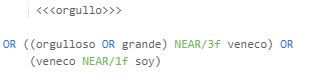 <<<orgullo>>>
OR ((orgulloso OR grande) NEAR/3f veneco) OR
(veneco NEAR/1f soy)